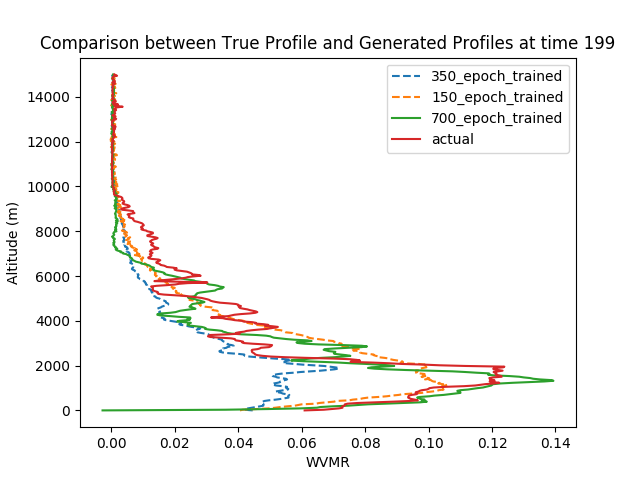 Comparison between True Profile and Generated Profiles at time 199
350_epoch_trained
150_epoch_trained
700_epoch_trained
actual
Altitude (m)
14000
12000
10000
8000
6000
4000
2000
0
0.00 0.02 0.04 0.06 0.08 0.10 0.12 0.14
WVMR